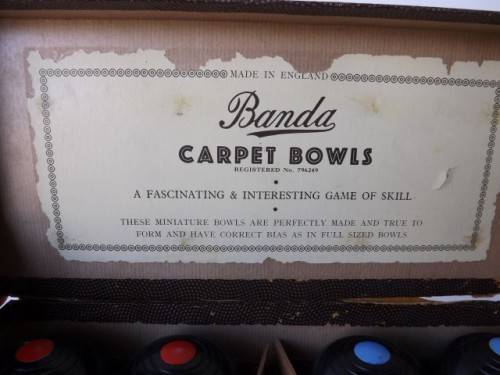 MADE IN ENGLAND
Banda
CARPET BOWLS
REGISTERED No. 796269
A FASCINATING & INTERESTING GAME OF SKILL
THESE MINIATURE BOWLS ARE PERFECTLY MADE AND TRUE TO
FORM AND HAVE CORRECT BIAS AS IN FULL SIZED BOWLS